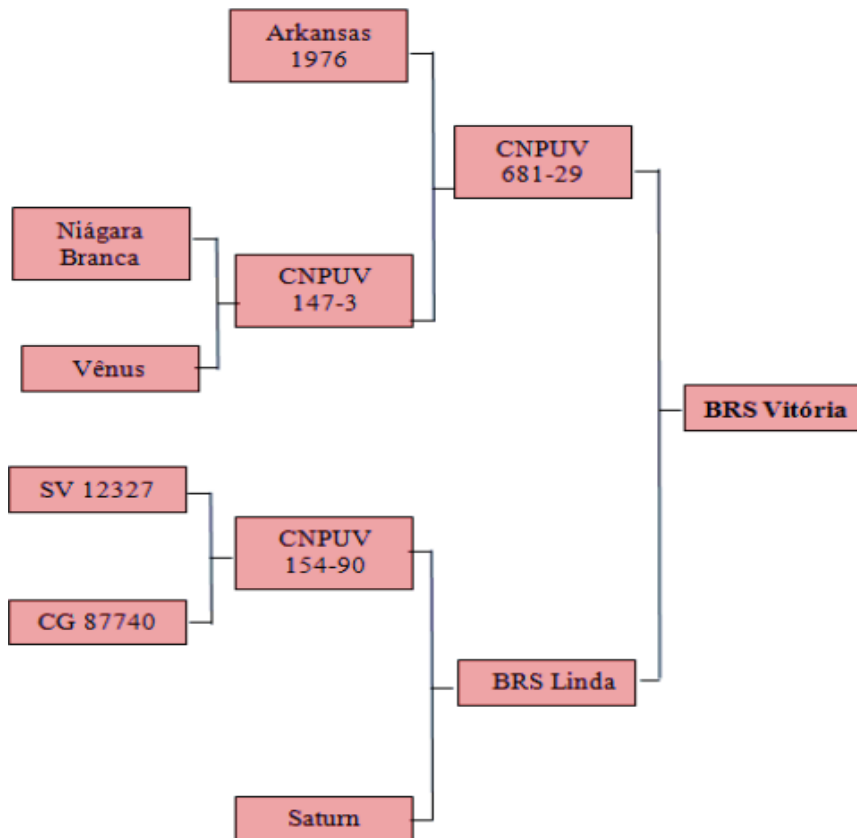 Arkansas
1976
CNPUV
681-29
Niágara
Branca
CNPUV
147-3
Vênus
BRS Vitória
SV 12327
CNPUV
154-90
CG 87740
BRS Linda
Saturn